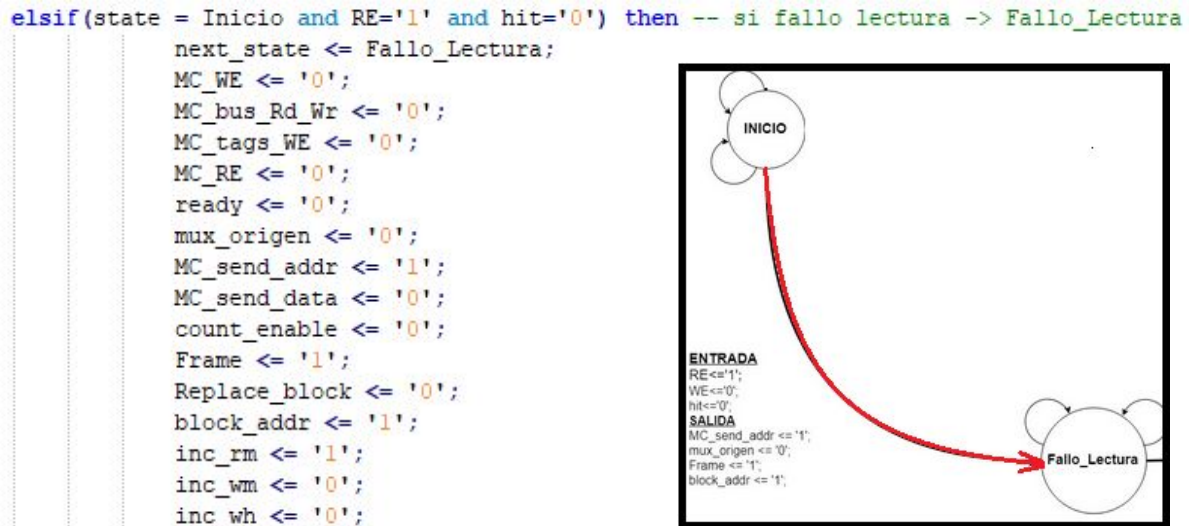 elsif(state = Inicio and RE='1' and hit='0') then -- si fallo lectura -> Fallo_Lectura
next_state <= Fallo_Lectura;
MC_WE <= '0';
MC_bus_Rd_Wr <= '0';
MC_tags_WE <= '0';
MC_RE <= '0';
ready <= '0';
mux_origen <= '0';
MC_send_addr <= '1';
MC_send_data <= '0';
count_enable <= '0';
Frame <= '1';
Replace_block <= '0';
block_addr <= '1';
inc_rm <= '1';
inc_wm <= '0';
inc_wh <= '0';
INICIO
ENTRADA
RE<='1';
WE<='0';
hit<='0';
SALIDA
MC_send_addr <= '1';
mux_origen <= '0';
Frame <= '1';
block_addr <= '1';
Fallo_Lectura